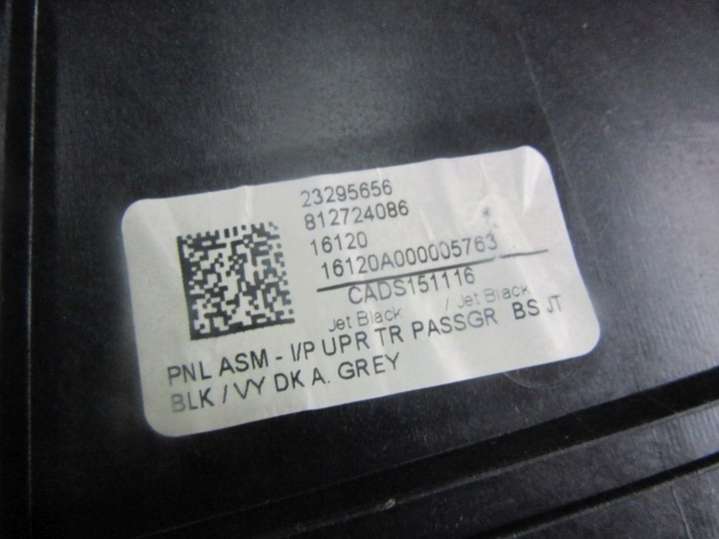 23295656
812724086
16120
16120A000005763
CADS151116
Jet Black / Jet Black
PNL ASM - I/P UPR TR PASSGR BS JT
BLK / VY DK A. GREY